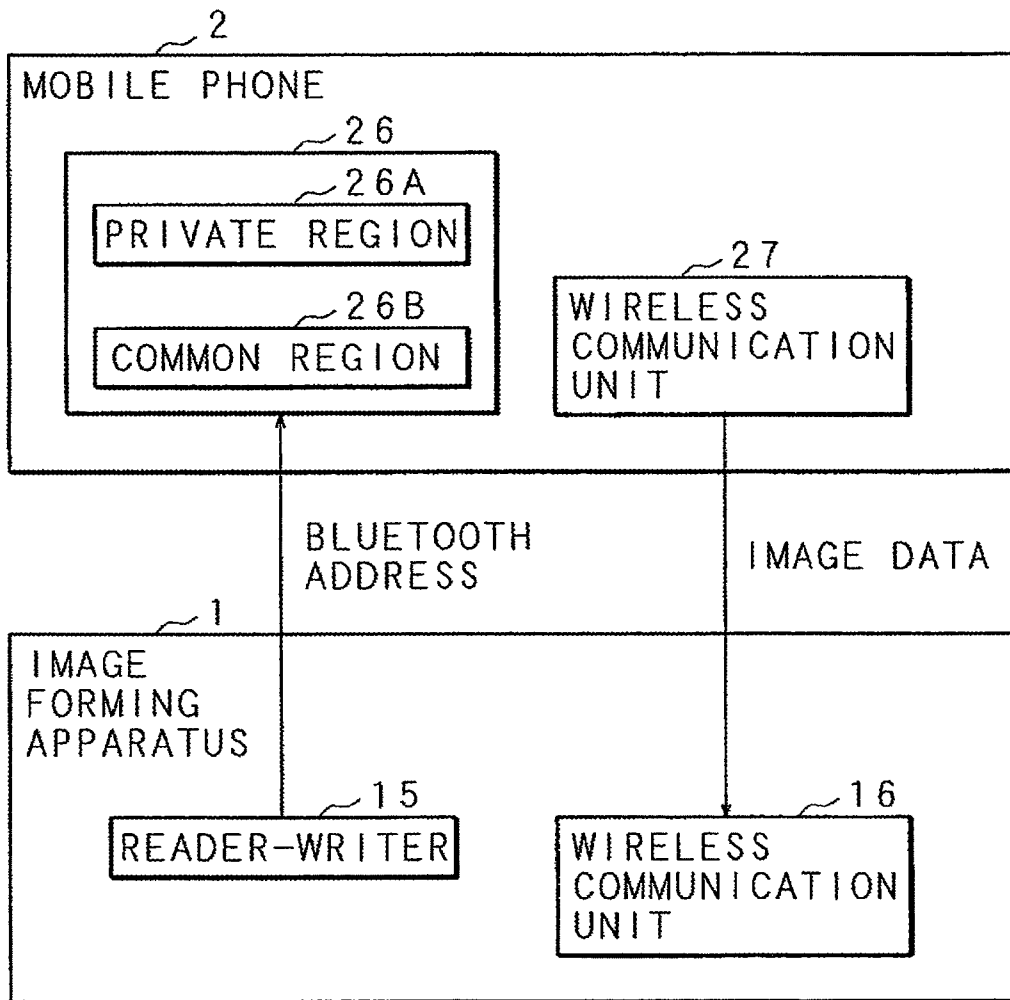 2
MOBILE PHONE
26
26A
PRIVATE REGION
26B
COMMON REGION
27
WIRELESS
COMMUNICATION
UNIT
BLUETOOTH
ADDRESS
IMAGE DATA
1
IMAGE
FORMING
APPARATUS
15
READER-WRITER
16
WIRELESS
COMMUNICATION
UNIT